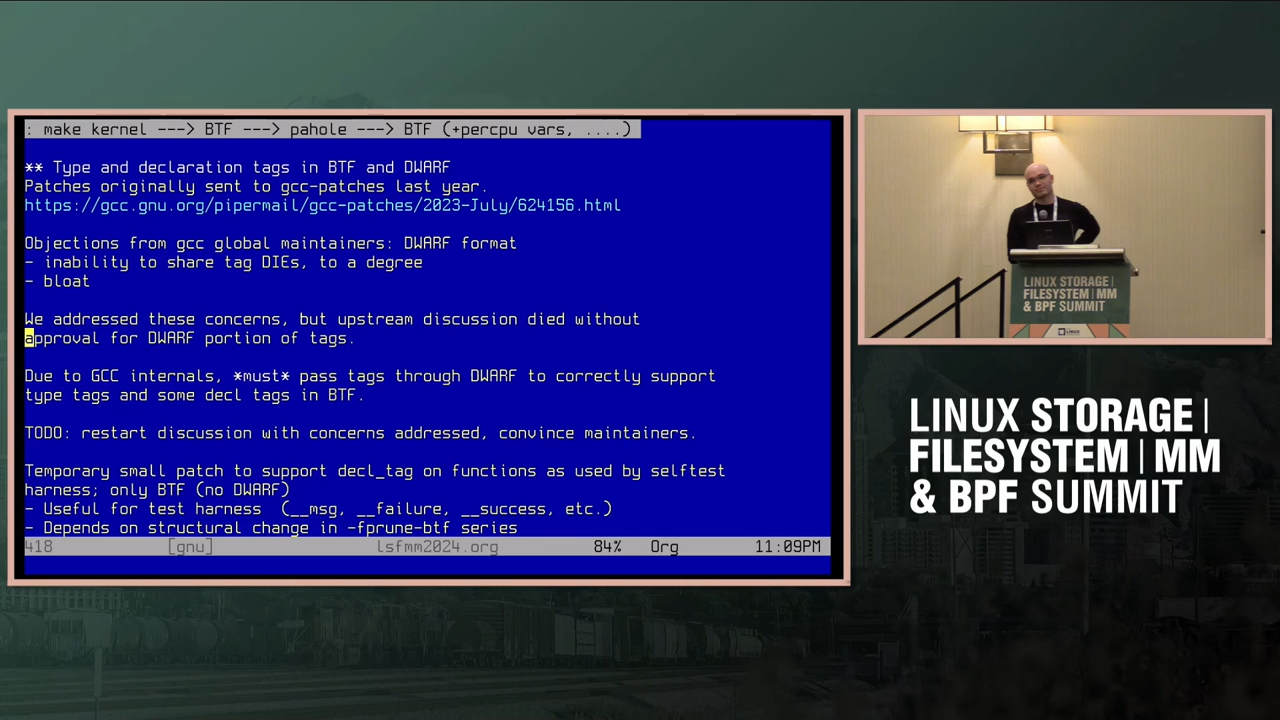 : make kernel ---> BTF ---> pahole ---> BTF (+percpu vars, ....)
** Type and declaration tags in BTF and DWARF
Patches originally sent to gcc-patches last year.
https://gcc.gnu.org/pipermail/gcc-patches/2023-July/624156.html
Objections from gcc global maintainers: DWARF format
- inability to share tag DIEs, to a degree
- bloat
We addressed these concerns, but upstream discussion died without
approval for DWARF portion of tags.
Due to GCC internals, *must* pass tags through DWARF to correctly support
type tags and some decl tags in BTF.
TODO: restart discussion with concerns addressed, convince maintainers.
Temporary small patch to support decl_tag on functions as used by selftest
harness; only BTF (no DWARF)
- Useful for test harness (__msg, __failure, __success, etc.)
- Depends on structural change in -fprune-btf series
418 [gnu] lsfmm2024.org 84% Org 11:09PM
LINUX STORAGE |
FILESYSTEM | MM
& BPF SUMMIT
LINUX STORAGE |
FILESYSTEM | MM
& BPF SUMMIT